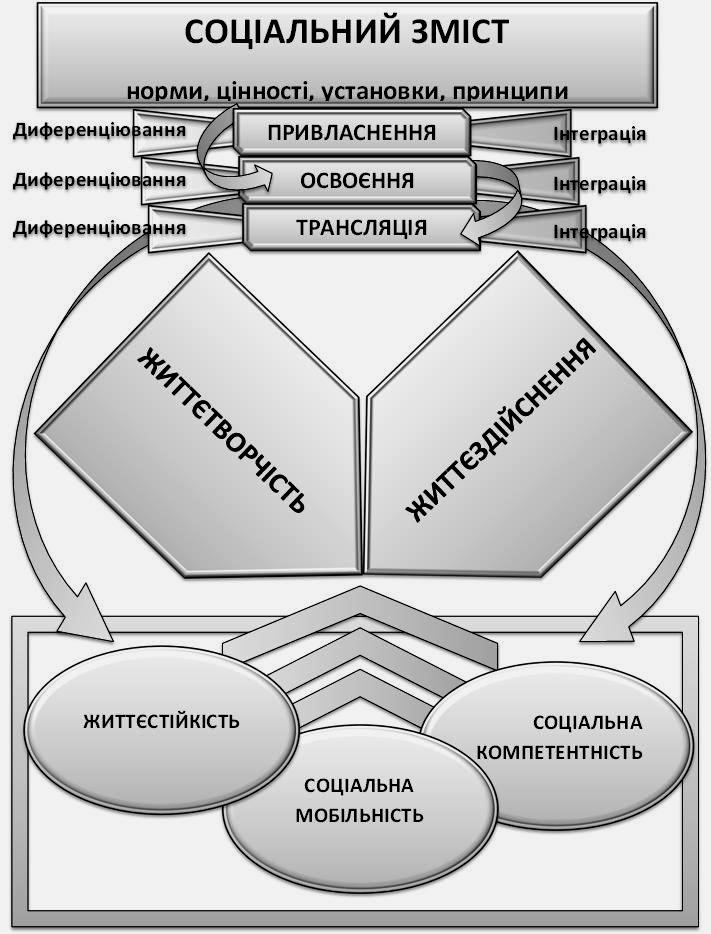 СОЦІАЛЬНИЙ ЗМІСТ
норми, цінності, установки, принципи
Диференціювання ПРИВЛАСНЕННЯ Інтеграція
Диференціювання ОСВОЄННЯ Інтеграція
Диференціювання ТРАНСЛЯЦІЯ Інтеграція
ЖИТТЄТВОРЧІСТЬ
ЖИТТЄЗДІЙСНЕННЯ
ЖИТТЄСТІЙКІСТЬ
СОЦІАЛЬНА
МОБІЛЬНІСТЬ
СОЦІАЛЬНА
КОМПЕТЕНТНІСТЬ